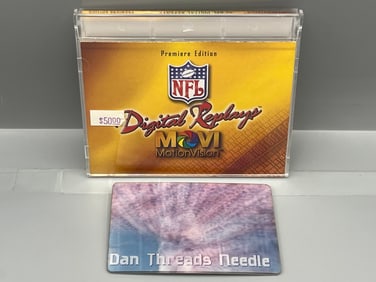 Premiere Edition
NFL
$5000
Digital Replays
MOVI
MotionVision
Dan Threads Needle